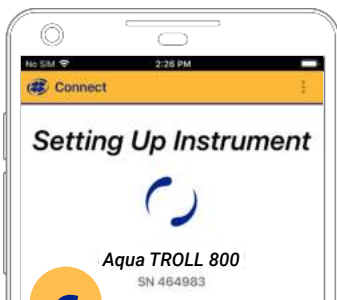 No SIM 2:26 PM
Connect
Setting Up Instrument
Aqua TROLL 800
SN 464983